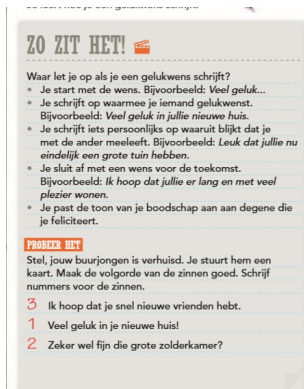 ZO ZIT HET!
Waar let je op als je een gelukwens schrijft?
• Je start met de wens. Bijvoorbeeld: Veel geluk...
• Je schrijft op waarmee je iemand gelukwenst.
Bijvoorbeeld: Veel geluk in jullie nieuwe huis.
• Je schrijft iets persoonlijks op waaruit blijkt dat je
met de ander meeleeft. Bijvoorbeeld: Leuk dat jullie nu
eindelijk een grote tuin hebben.
• Je sluit af met een wens voor de toekomst.
Bijvoorbeeld: Ik hoop dat jullie er lang en met veel
plezier wonen.
• Je past de toon van je boodschap aan aan degene die
je feliciteert.
PROBEER HET
Stel, jouw buurjongen is verhuisd. Je stuurt hem een
kaart. Maak de volgorde van de zinnen goed. Schrijf
nummers voor de zinnen.
3 Ik hoop dat je snel nieuwe vrienden hebt.
1 Veel geluk in je nieuwe huis!
2 Zeker wel fijn die grote zolderkamer?